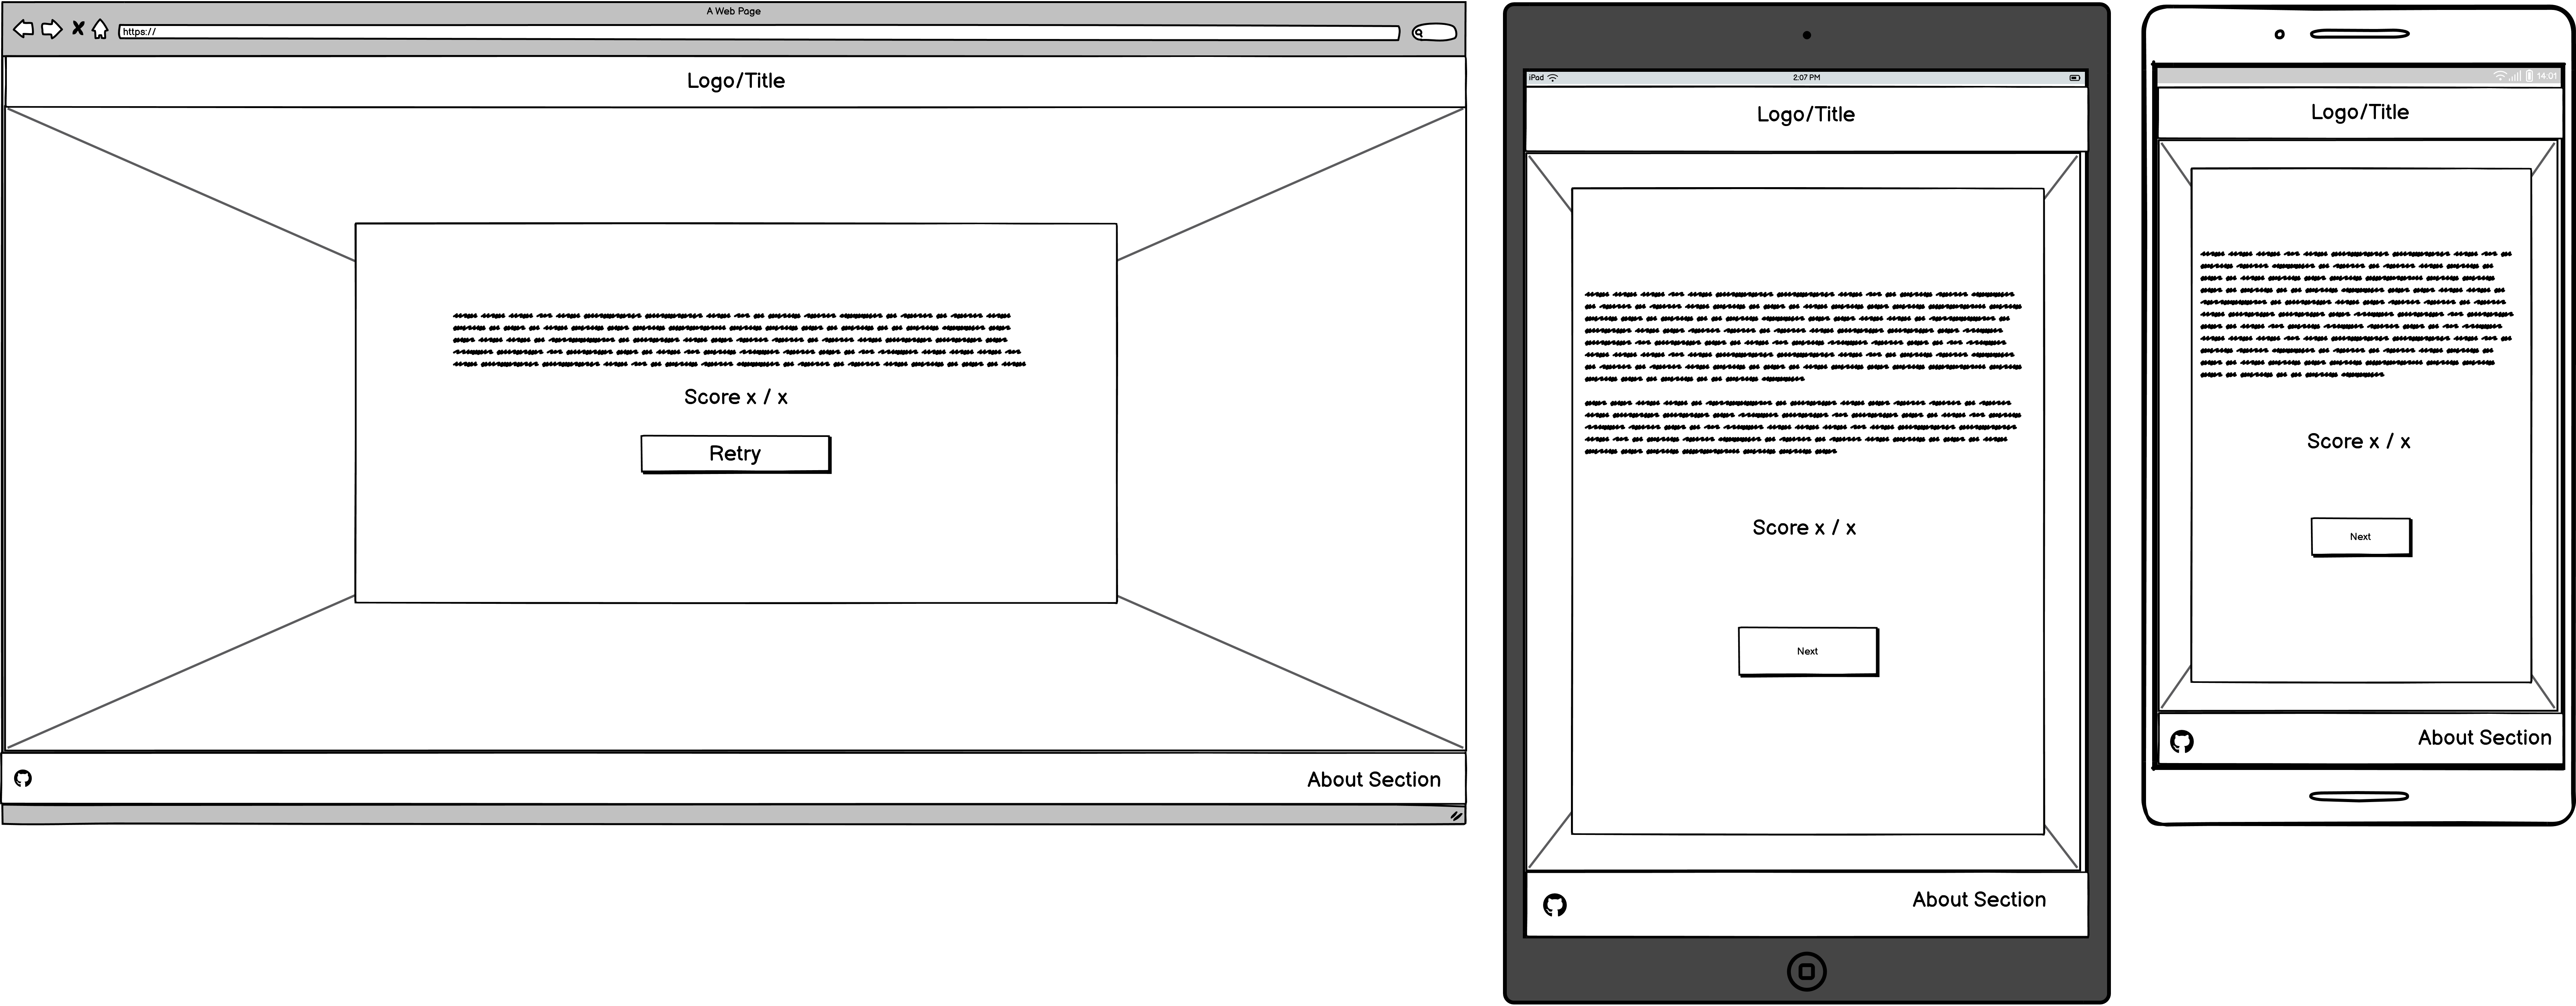 A Web Page
https://
Logo/Title
Score x / x
Retry
About Section
iPad
2:07 PM
Logo/Title
Score x / x
Next
About Section
14:01
Logo/Title
Score x / x
Next
About Section